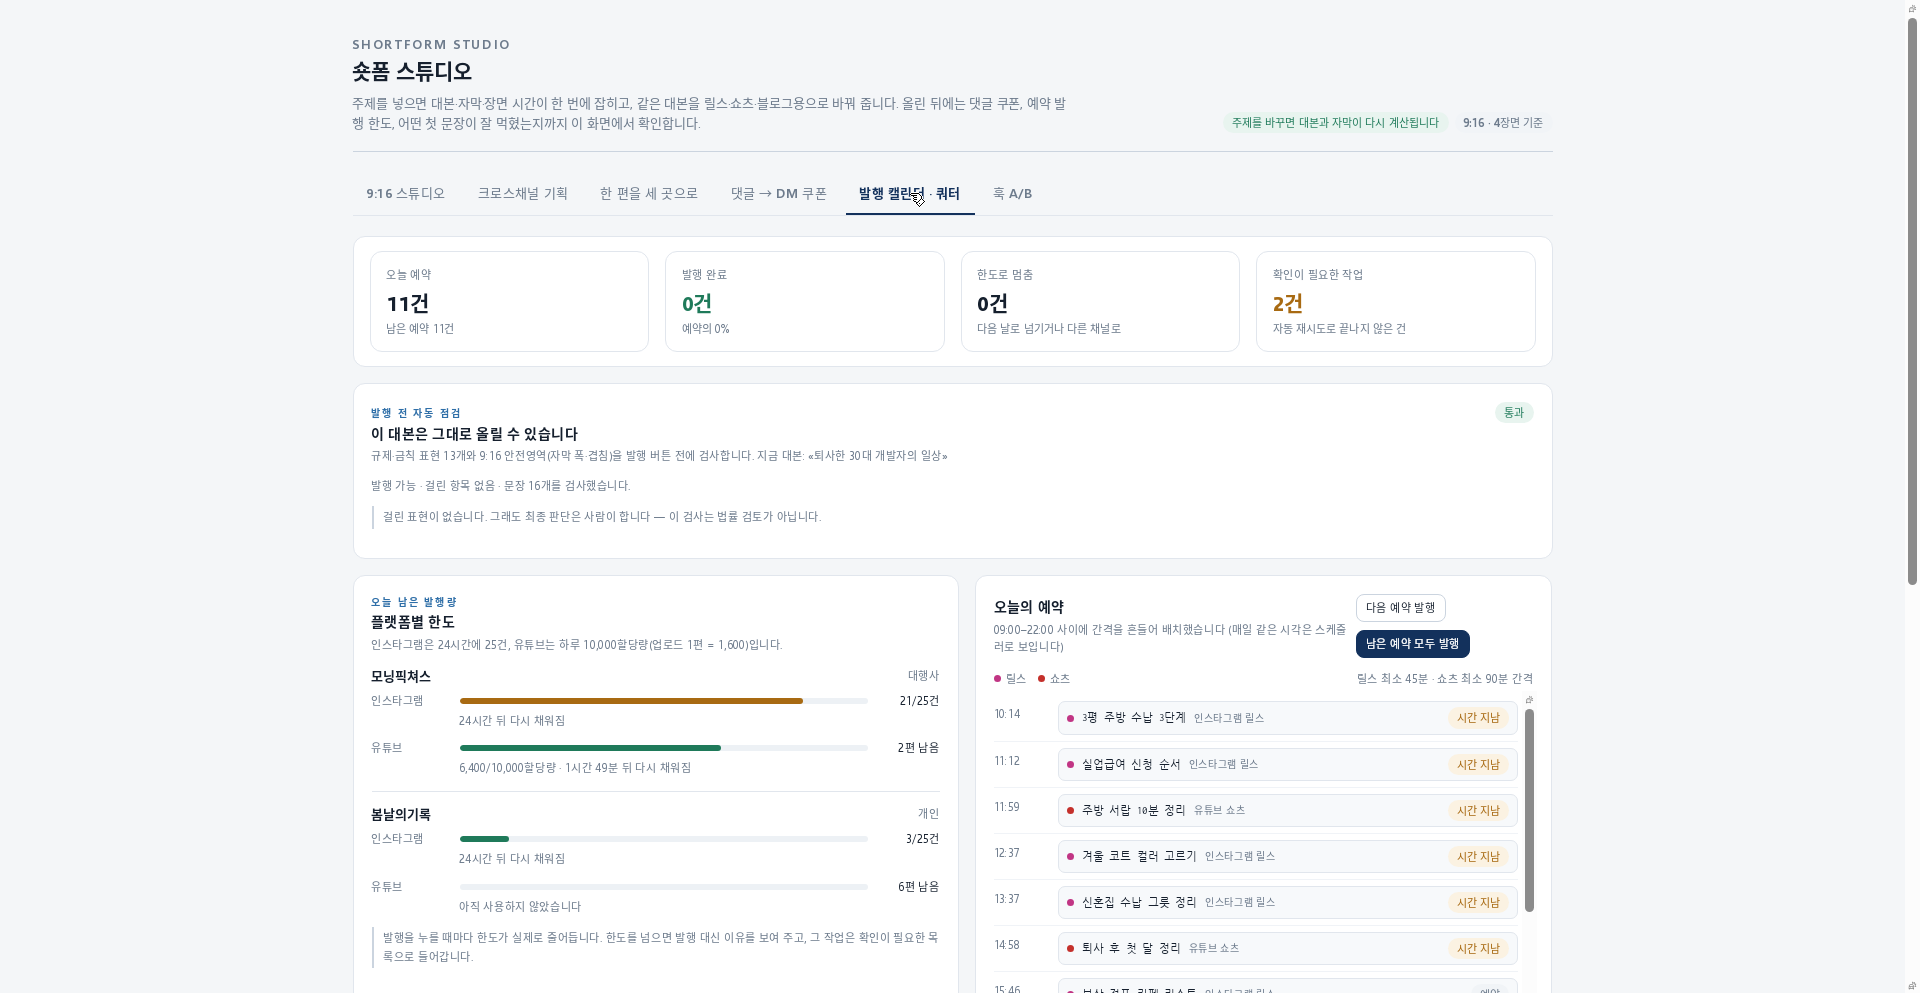 SHORTFORM STUDIO
숏폼 스튜디오
주제를 넣으면 대본·자막·장면 시간이 한 번에 잡히고, 같은 대본을 릴스·쇼츠·블로그용으로 바꿔 줍니다. 올린 뒤에는 댓글 쿠폰, 예약 발
행 한도, 어떤 첫 문장이 잘 먹혔는지까지 이 화면에서 확인합니다.
주제를 바꾸면 대본과 자막이 다시 계산됩니다
9:16 · 4장면 기준
9:16 스튜디오
크로스채널 기획
한 편을 세 곳으로
댓글 → DM 쿠폰
발행 캘린더 · 쿼터
훅 A/B
오늘 예약
11건
남은 예약 11건
발행 완료
0건
예약의 0%
한도로 멈춤
0건
다음 날로 넘기거나 다른 채널로
확인이 필요한 작업
2건
자동 재시도로 끝나지 않은 건
발행 전 자동 점검
통과
이 대본은 그대로 올릴 수 있습니다
규제·금칙 표현 13개와 9:16 안전영역(자막 폭·겹침)을 발행 버튼 전에 검사합니다. 지금 대본: «퇴사한 30대 개발자의 일상»
발행 가능 · 걸린 항목 없음 · 문장 16개를 검사했습니다.
걸린 표현이 없습니다. 그래도 최종 판단은 사람이 합니다 — 이 검사는 법률 검토가 아닙니다.
오늘 남은 발행량
플랫폼별 한도
인스타그램은 24시간에 25건, 유튜브는 하루 10,000할당량(업로드 1편 = 1,600)입니다.
모닝픽쳐스
대행사
인스타그램
21/25건
24시간 뒤 다시 채워짐
유튜브
2편 남음
6,400/10,000할당량 · 1시간 49분 뒤 다시 채워짐
봄날의기록
개인
인스타그램
3/25건
24시간 뒤 다시 채워짐
유튜브
6편 남음
아직 사용하지 않았습니다
발행을 누를 때마다 한도가 실제로 줄어듭니다. 한도를 넘으면 발행 대신 이유를 보여 주고, 그 작업은 확인이 필요한 목
록으로 들어갑니다.
오늘의 예약
09:00–22:00 사이에 간격을 흔들어 배치했습니다 (매일 같은 시각은 스케줄
러로 보입니다)
다음 예약 발행
남은 예약 모두 발행
릴스
쇼츠
릴스 최소 45분 · 쇼츠 최소 90분 간격
10:14
3평 주방 수납 3단계 인스타그램 릴스
시간 지남
11:12
실업급여 신청 순서 인스타그램 릴스
시간 지남
11:59
주방 서랍 10분 정리 유튜브 쇼츠
시간 지남
12:37
겨울 코트 컬러 고르기 인스타그램 릴스
시간 지남
13:37
신혼집 수납 그릇 정리 인스타그램 릴스
시간 지남
14:58
퇴사 후 첫 달 정리 유튜브 쇼츠
시간 지남
15:46